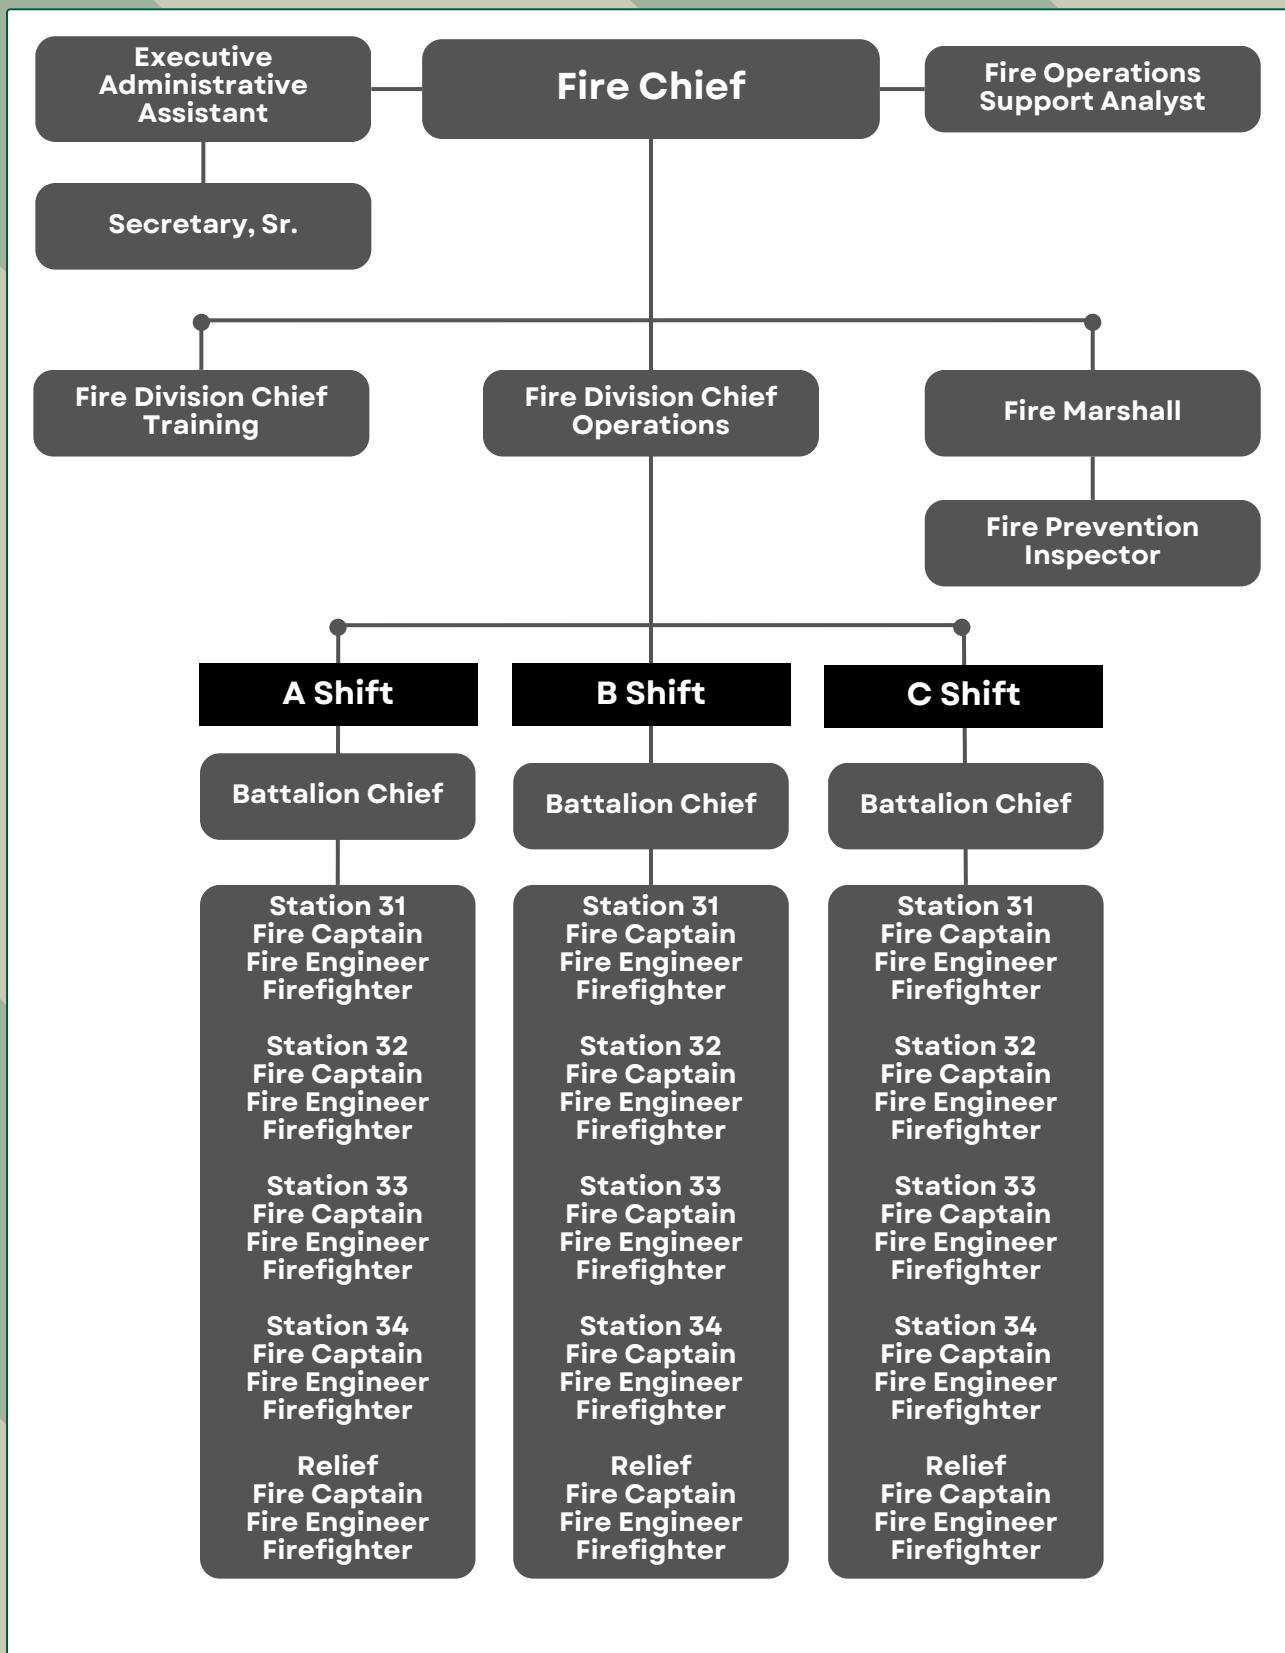 Executive
Administrative
Assistant
Fire Chief
Fire Operations
Support Analyst
Secretary, Sr.
Fire Division Chief
Training
Fire Division Chief
Operations
Fire Marshall
Fire Prevention
Inspector
A Shift
B Shift
C Shift
Battalion Chief
Battalion Chief
Battalion Chief
Station 31
Fire Captain
Fire Engineer
Firefighter
Station 32
Fire Captain
Fire Engineer
Firefighter
Station 33
Fire Captain
Fire Engineer
Firefighter
Station 34
Fire Captain
Fire Engineer
Firefighter
Relief
Fire Captain
Fire Engineer
Firefighter
Station 31
Fire Captain
Fire Engineer
Firefighter
Station 32
Fire Captain
Fire Engineer
Firefighter
Station 33
Fire Captain
Fire Engineer
Firefighter
Station 34
Fire Captain
Fire Engineer
Firefighter
Relief
Fire Captain
Fire Engineer
Firefighter
Station 31
Fire Captain
Fire Engineer
Firefighter
Station 32
Fire Captain
Fire Engineer
Firefighter
Station 33
Fire Captain
Fire Engineer
Firefighter
Station 34
Fire Captain
Fire Engineer
Firefighter
Relief
Fire Captain
Fire Engineer
Firefighter